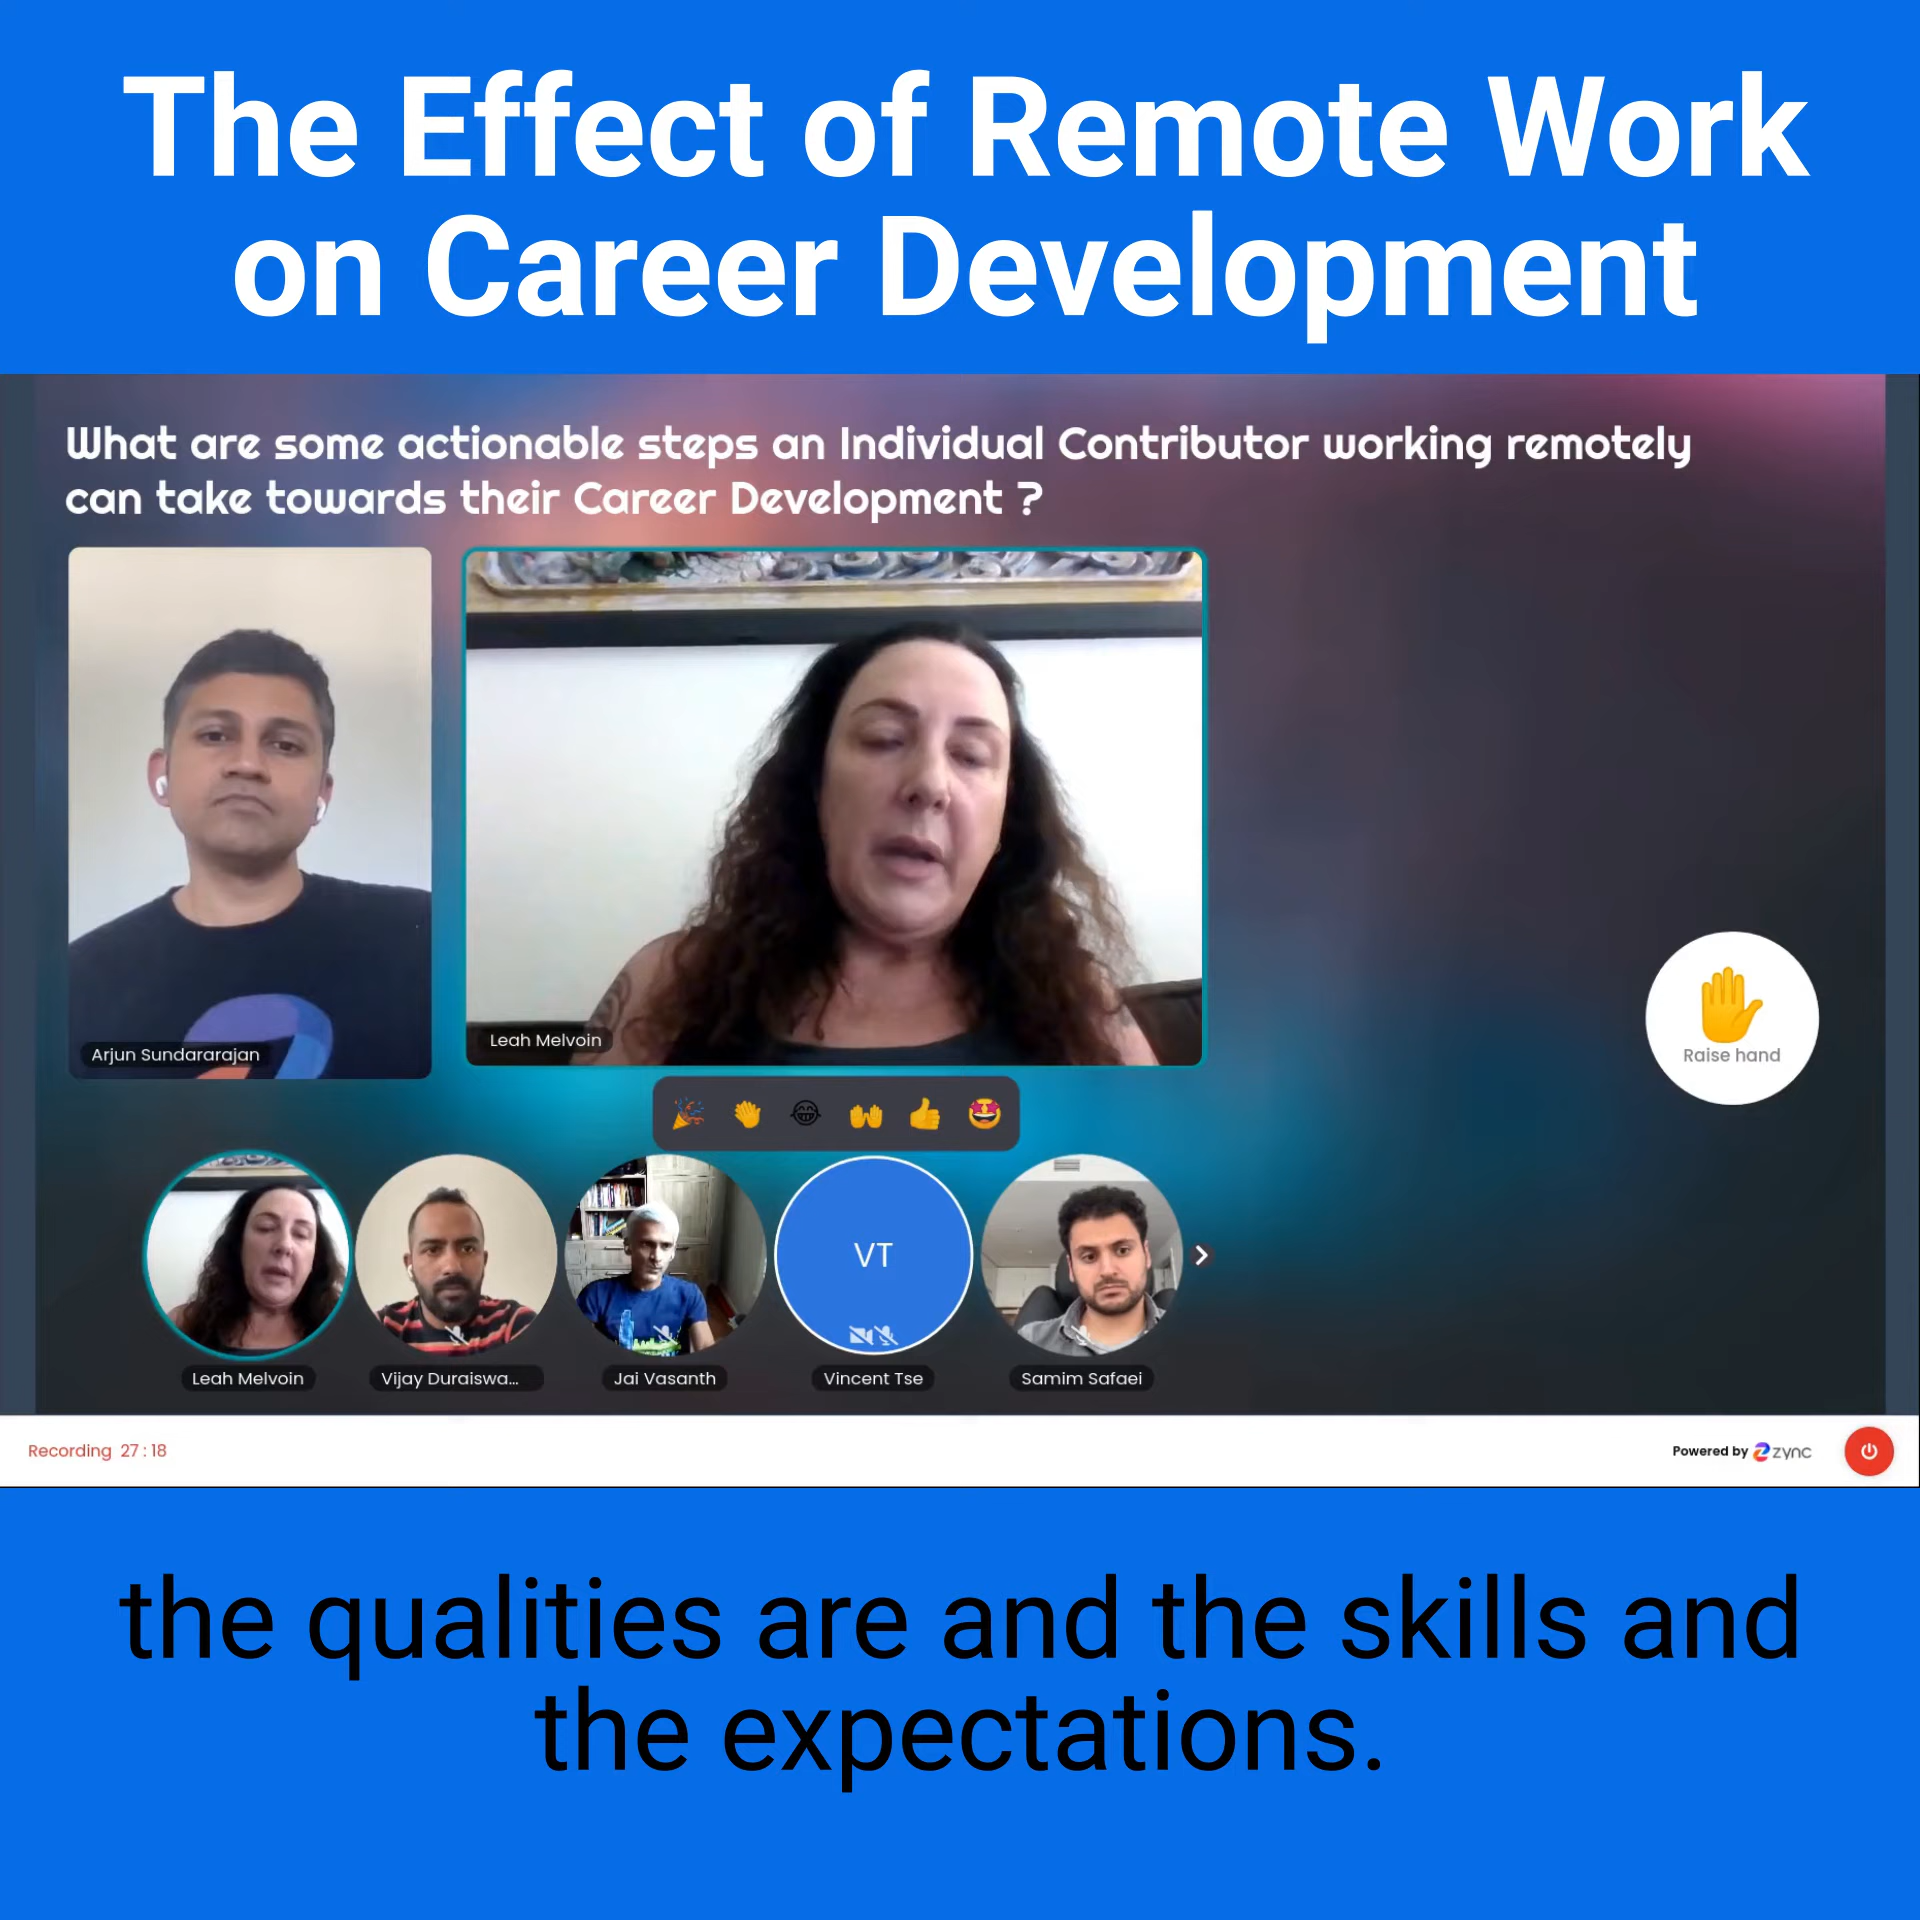 The Effect of Remote Work
on Career Development
What are some actionable steps an Individual Contributor working remotely
can take towards their Career Development ?
Arjun Sundararajan
Leah Melvoin
Raise hand
VT
Leah Melvoin
Vijay Duraiswa...
Jai Vasanth
Vincent Tse
Samim Safaei
Recording 27:18
Powered by zync
the qualities are and the skills and
the expectations.